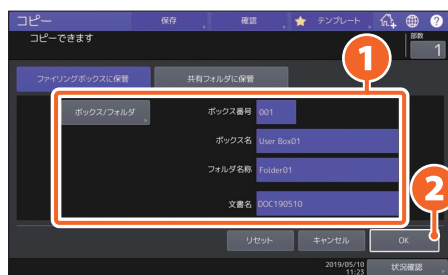 コピー 保存 確認 テンプレート ?
コピーできます 部数
1
1
ファイリングボックスに保管 共有フォルダに保管
ボックス/フォルダ ボックス番号 001
ボックス名 User Box01
フォルダ名称 Folder01
文書名 DOC190510
2
リセット キャンセル OK
2019/05/10
11:23 状況確認